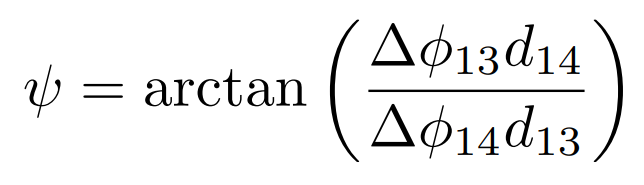 ψ = arctan ( Δϕ₁₃d₁₄ / Δϕ₁₄d₁₃ )